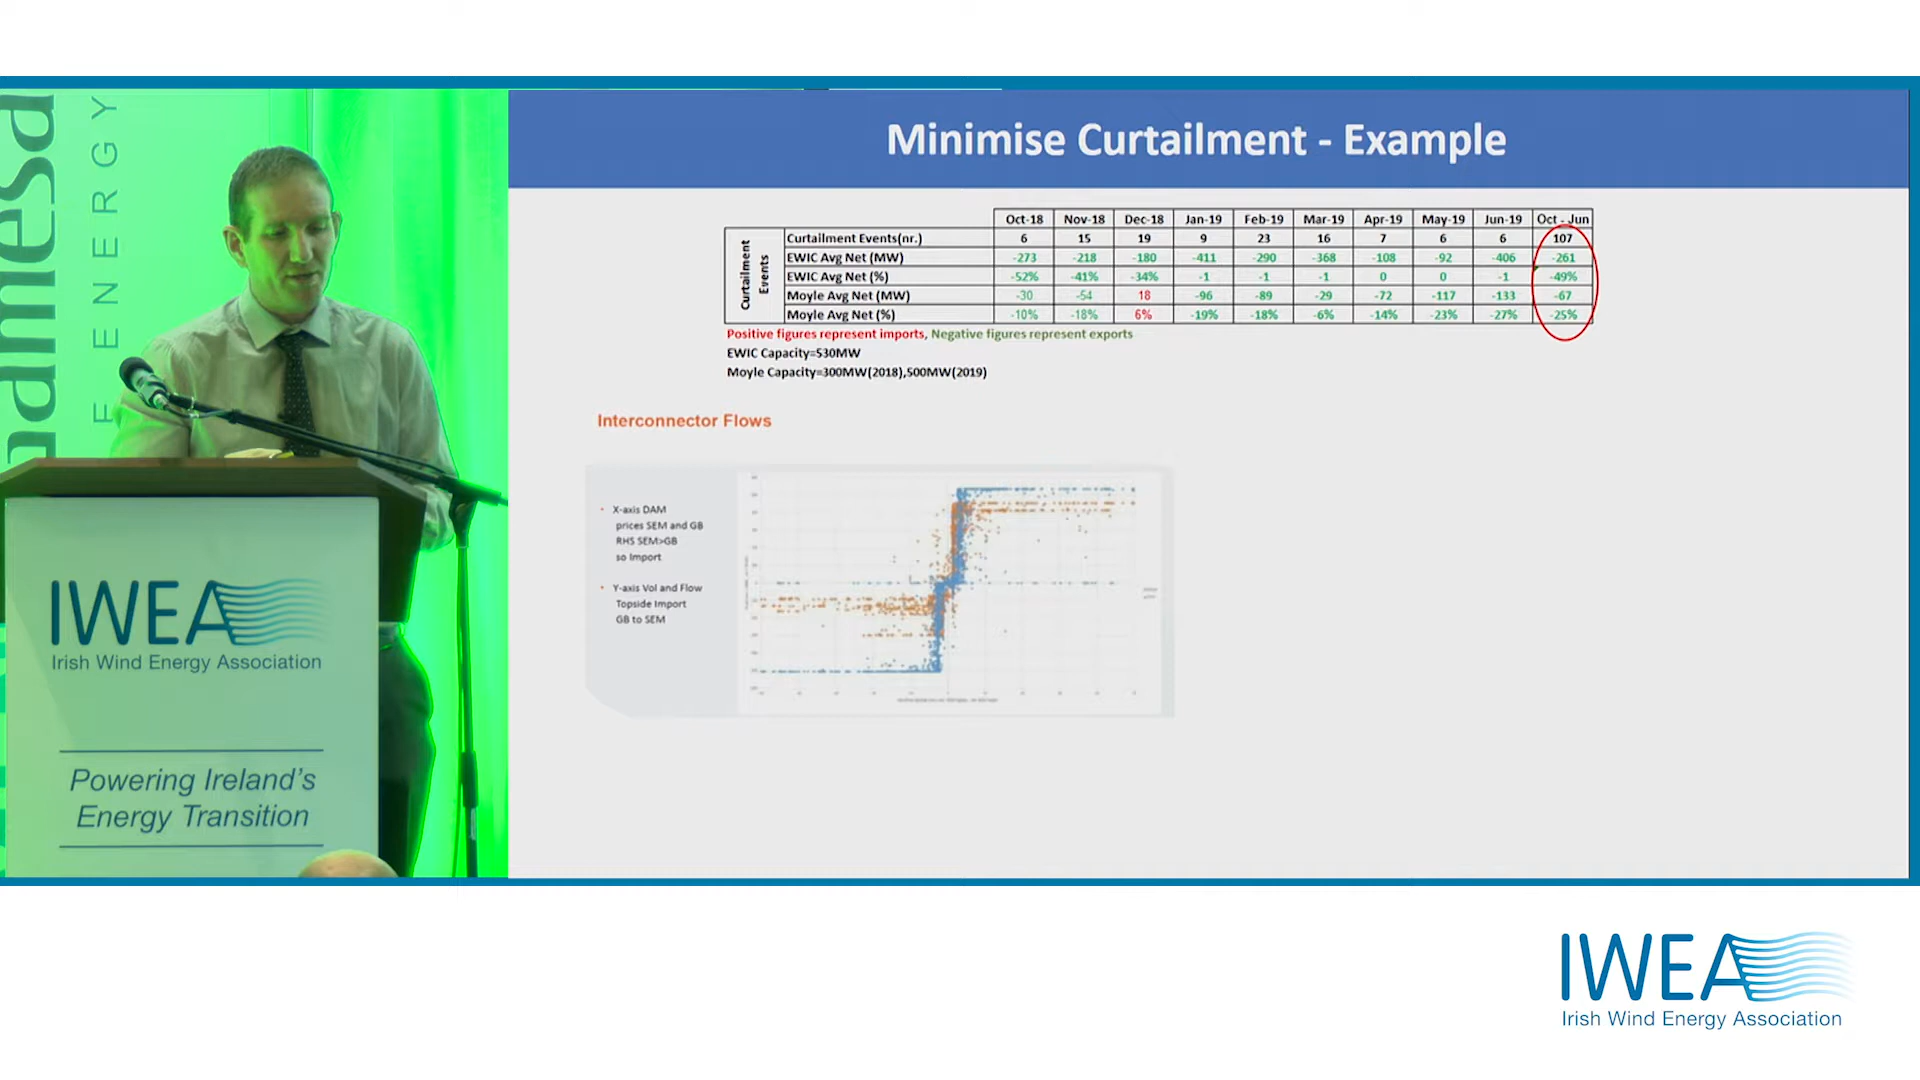 amesa
E ENERGY
IWEA
Irish Wind Energy Association
Powering Ireland's
Energy Transition
Minimise Curtailment - Example
Oct-18 Nov-18 Dec-18 Jan-19 Feb-19 Mar-19 Apr-19 May-19 Jun-19 Oct - Jun
Curtailment Events
Curtailment Events(nr.) 6 15 19 9 23 16 7 6 6 107
EWIC Avg Net (MW) -273 -218 -180 -411 -290 -368 -108 -92 -406 -261
EWIC Avg Net (%) -52% -41% -34% -1 -1 -1 0 0 -1 -49%
Moyle Avg Net (MW) -30 -54 18 -96 -89 -29 -72 -117 -133 -67
Moyle Avg Net (%) -10% -18% 6% -19% -18% -6% -14% -23% -27% -25%
Positive figures represent imports, Negative figures represent exports
EWIC Capacity=530MW
Moyle Capacity=300MW(2018),500MW(2019)
Interconnector Flows
• X-axis DAM
prices SEM and GB
RHS SEM>GB
so Import
• Y-axis Vol and Flow
Topside Import
GB to SEM
IWEA
Irish Wind Energy Association